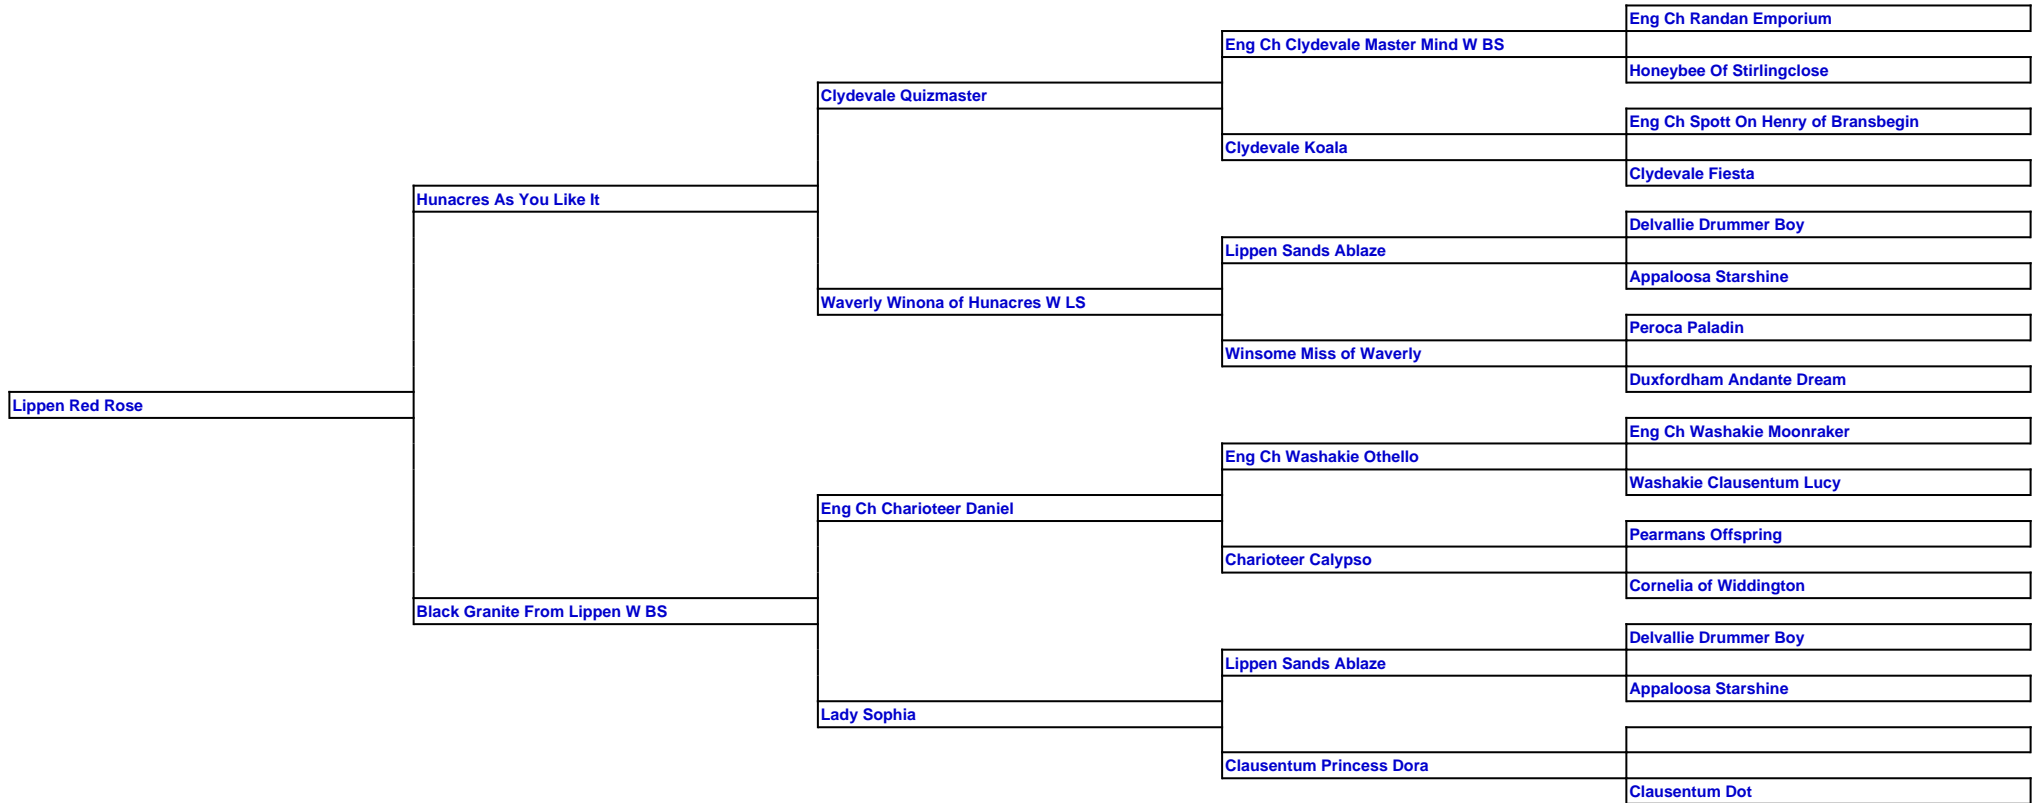 Eng Ch Randan Emporium
Eng Ch Clydevale Master Mind W BS
Honeybee Of Stirlingclose
Clydevale Quizmaster
Eng Ch Spott On Henry of Bransbegin
Clydevale Koala
Clydevale Fiesta
Hunacres As You Like It
Delvallie Drummer Boy
Lippen Sands Ablaze
Appaloosa Starshine
Waverly Winona of Hunacres W LS
Peroca Paladin
Winsome Miss of Waverly
Duxfordham Andante Dream
Lippen Red Rose
Eng Ch Washakie Moonraker
Eng Ch Washakie Othello
Washakie Clausentum Lucy
Eng Ch Charioteer Daniel
Pearmans Offspring
Charioteer Calypso
Cornelia of Widdington
Black Granite From Lippen W BS
Delvallie Drummer Boy
Lippen Sands Ablaze
Appaloosa Starshine
Lady Sophia
Clausentum Princess Dora
Clausentum Dot